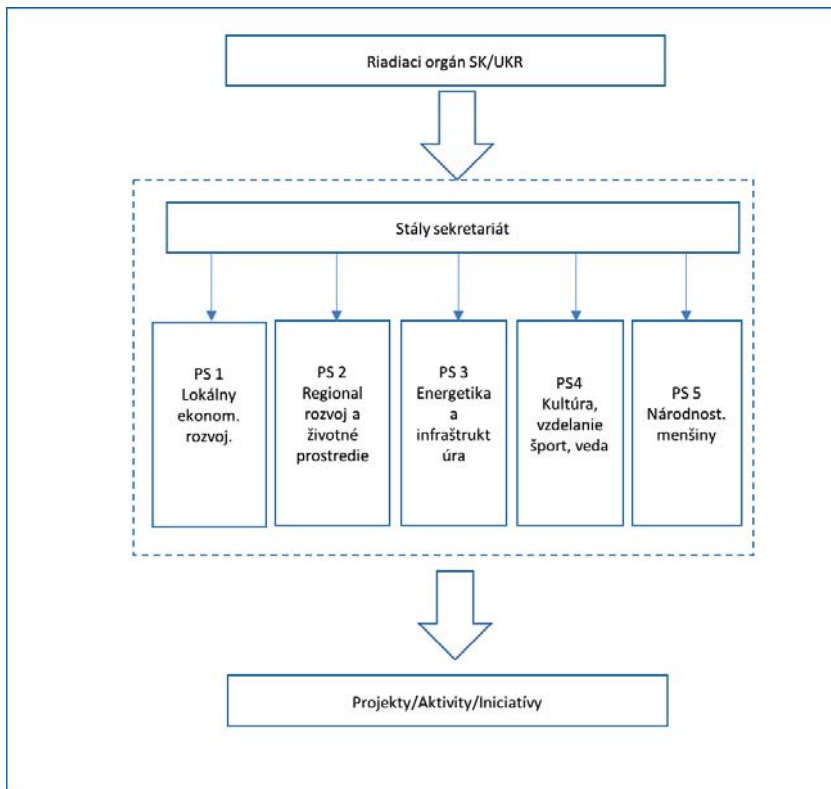 Riadiaci orgán SK/UKR
Stály sekretariát
PS 1
Lokálny
ekonom.
rozvoj.
PS 2
Regional
rozvoj a
životné
prostredie
PS 3
Energetika
a
infraštrukt
úra
PS4
Kultúra,
vzdelanie
šport, veda
PS 5
Národnost.
menšiny
Projekty/Aktivity/Iniciatívy